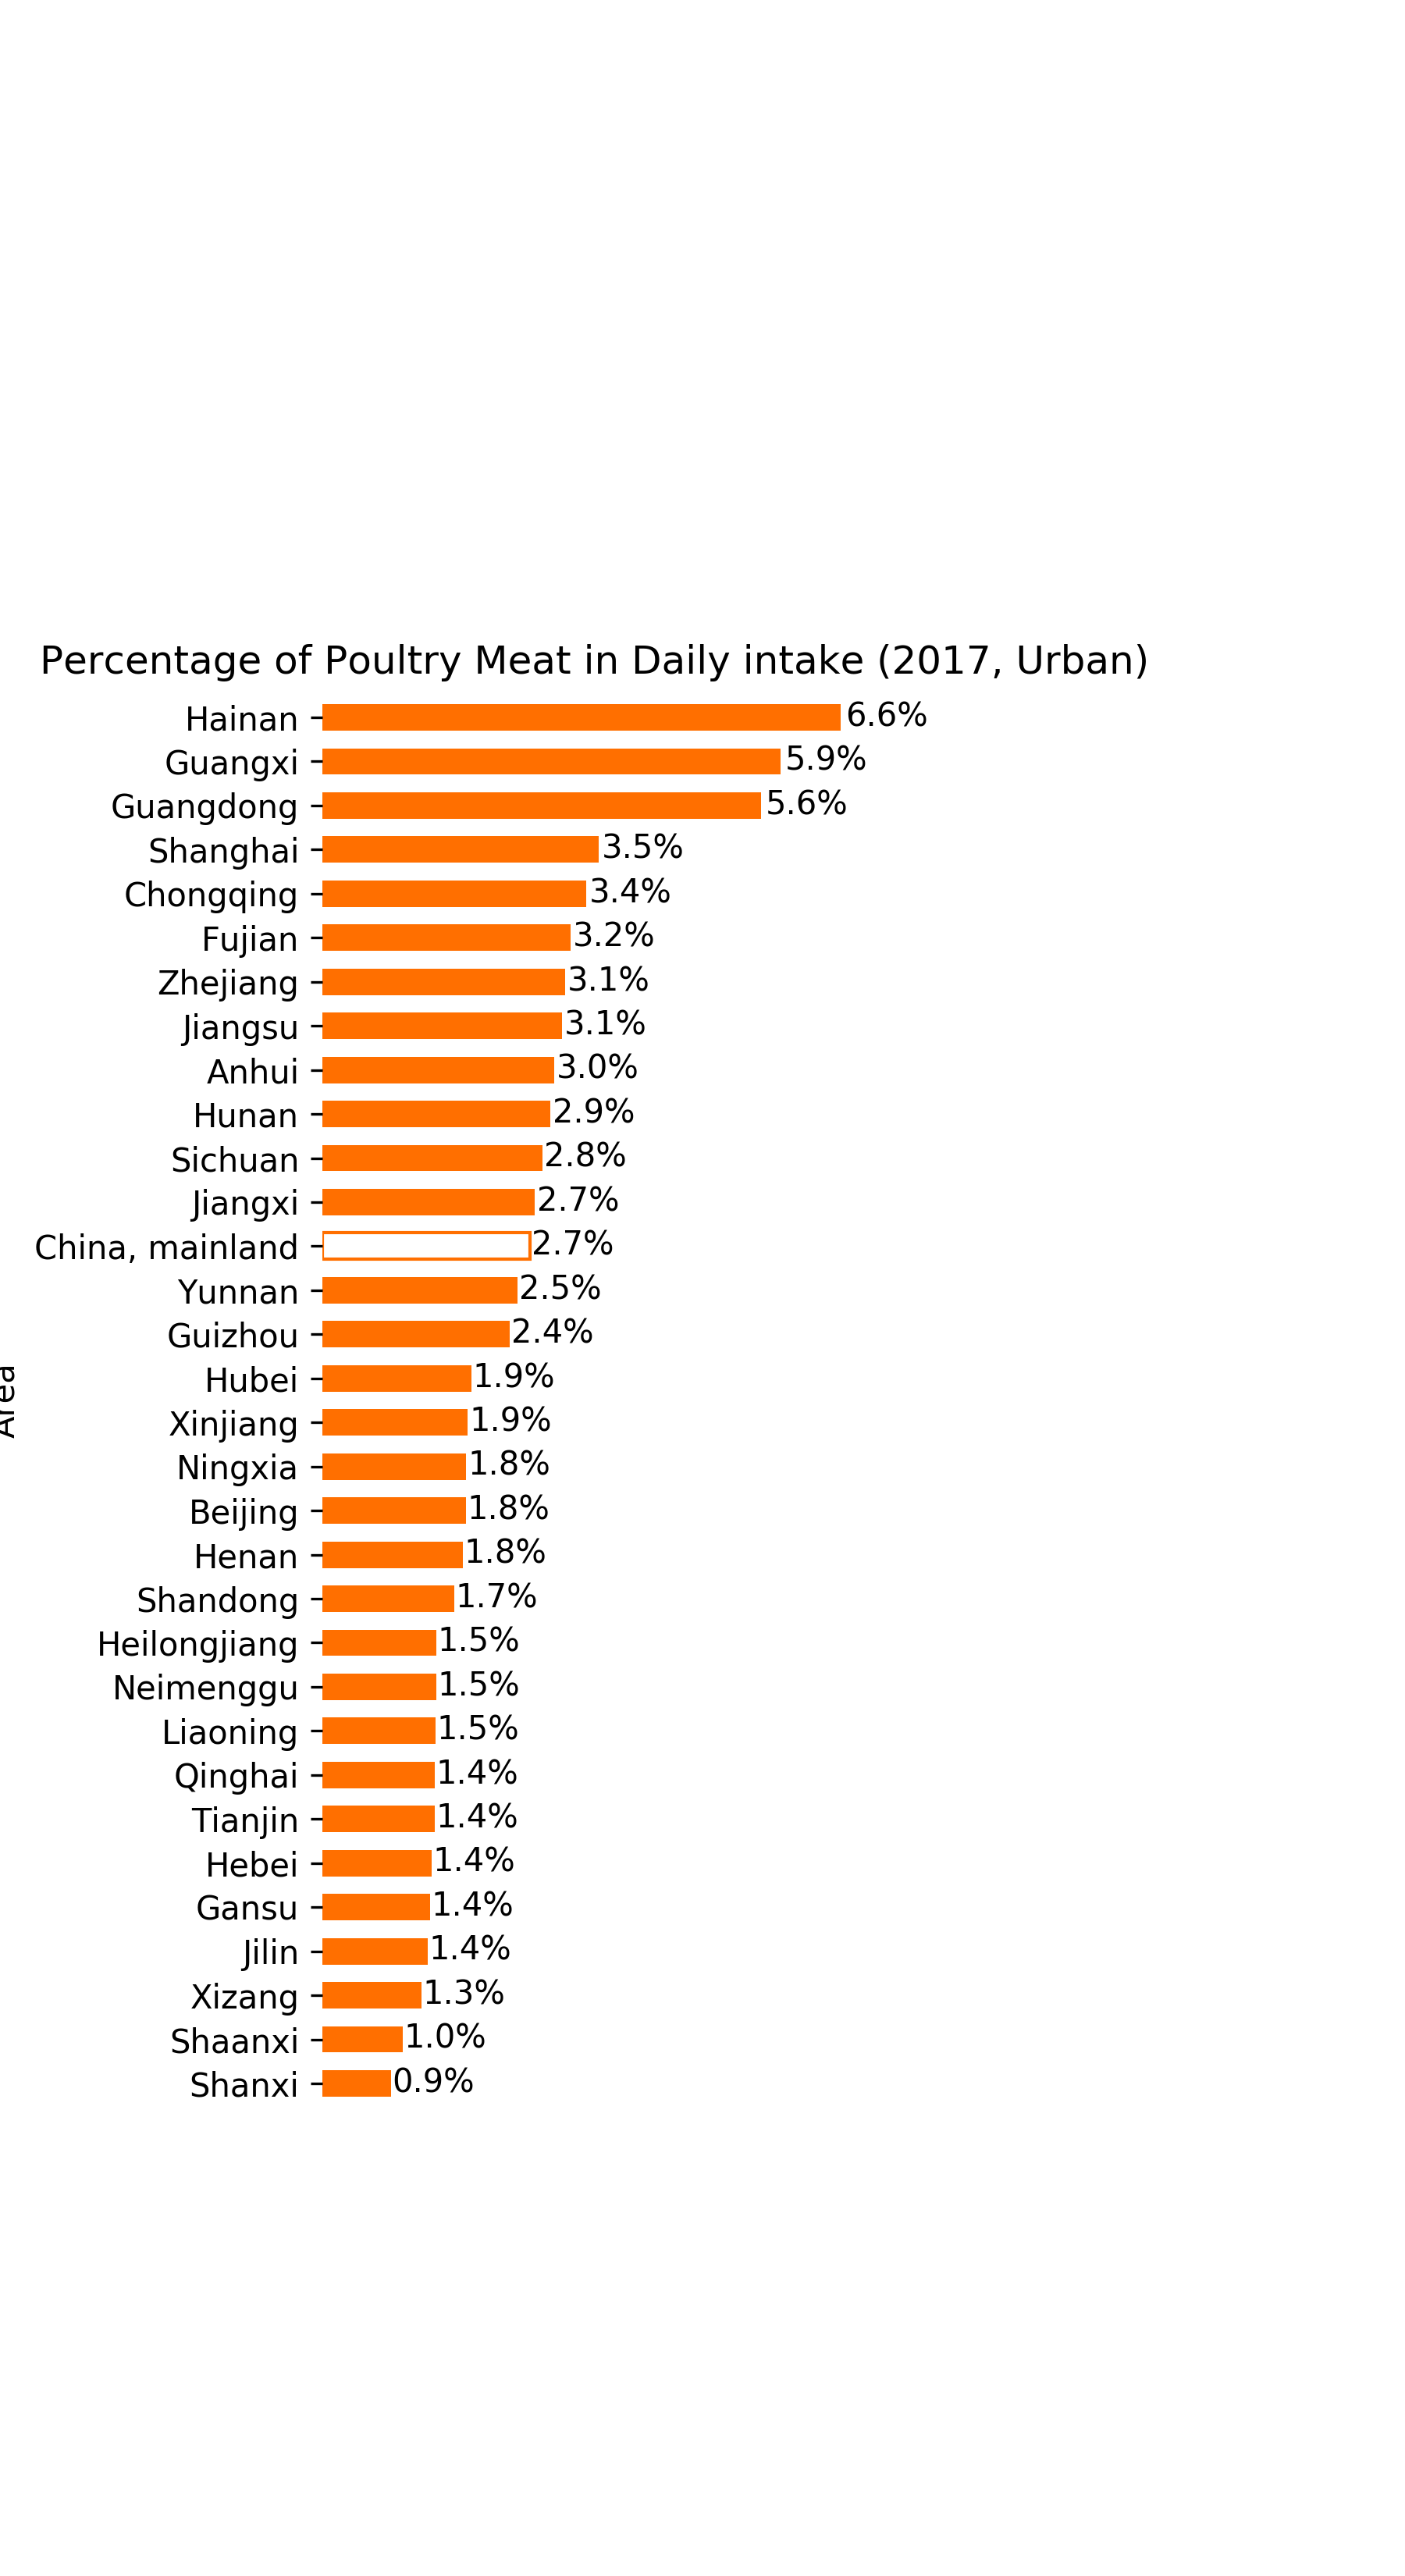 Percentage of Poultry Meat in Daily intake (2017, Urban)
Hainan 6.6%
Guangxi 5.9%
Guangdong 5.6%
Shanghai 3.5%
Chongqing 3.4%
Fujian 3.2%
Zhejiang 3.1%
Jiangsu 3.1%
Anhui 3.0%
Hunan 2.9%
Sichuan 2.8%
Jiangxi 2.7%
China, mainland 2.7%
Yunnan 2.5%
Guizhou 2.4%
Hubei 1.9%
Xinjiang 1.9%
Ningxia 1.8%
Beijing 1.8%
Henan 1.8%
Shandong 1.7%
Heilongjiang 1.5%
Neimenggu 1.5%
Liaoning 1.5%
Qinghai 1.4%
Tianjin 1.4%
Hebei 1.4%
Gansu 1.4%
Jilin 1.4%
Xizang 1.3%
Shaanxi 1.0%
Shanxi 0.9%
Area